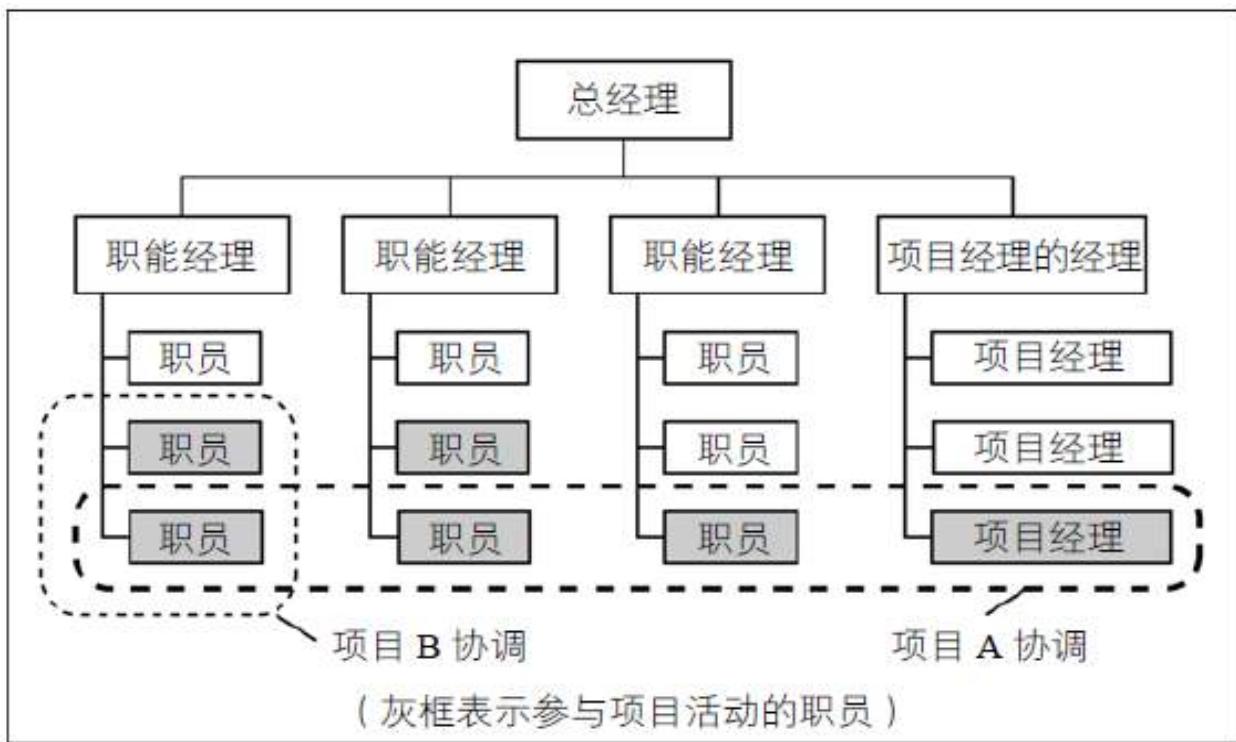 总经理
职能经理 职能经理 职能经理 项目经理的经理
职员 职员 职员 项目经理
职员 职员 职员 项目经理
职员 职员 职员 项目经理
项目 B 协调 项目 A 协调
（灰框表示参与项目活动的职员）